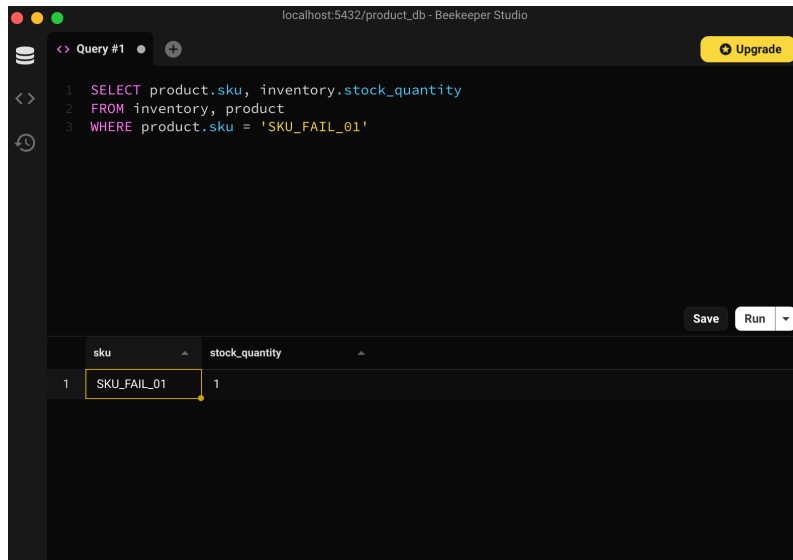 localhost:5432/product_db - Beekeeper Studio
<> Query #1
Upgrade
1 SELECT product.sku, inventory.stock_quantity
2 FROM inventory, product
3 WHERE product.sku = 'SKU_FAIL_01'
Save Run
sku stock_quantity
1 SKU_FAIL_01 1